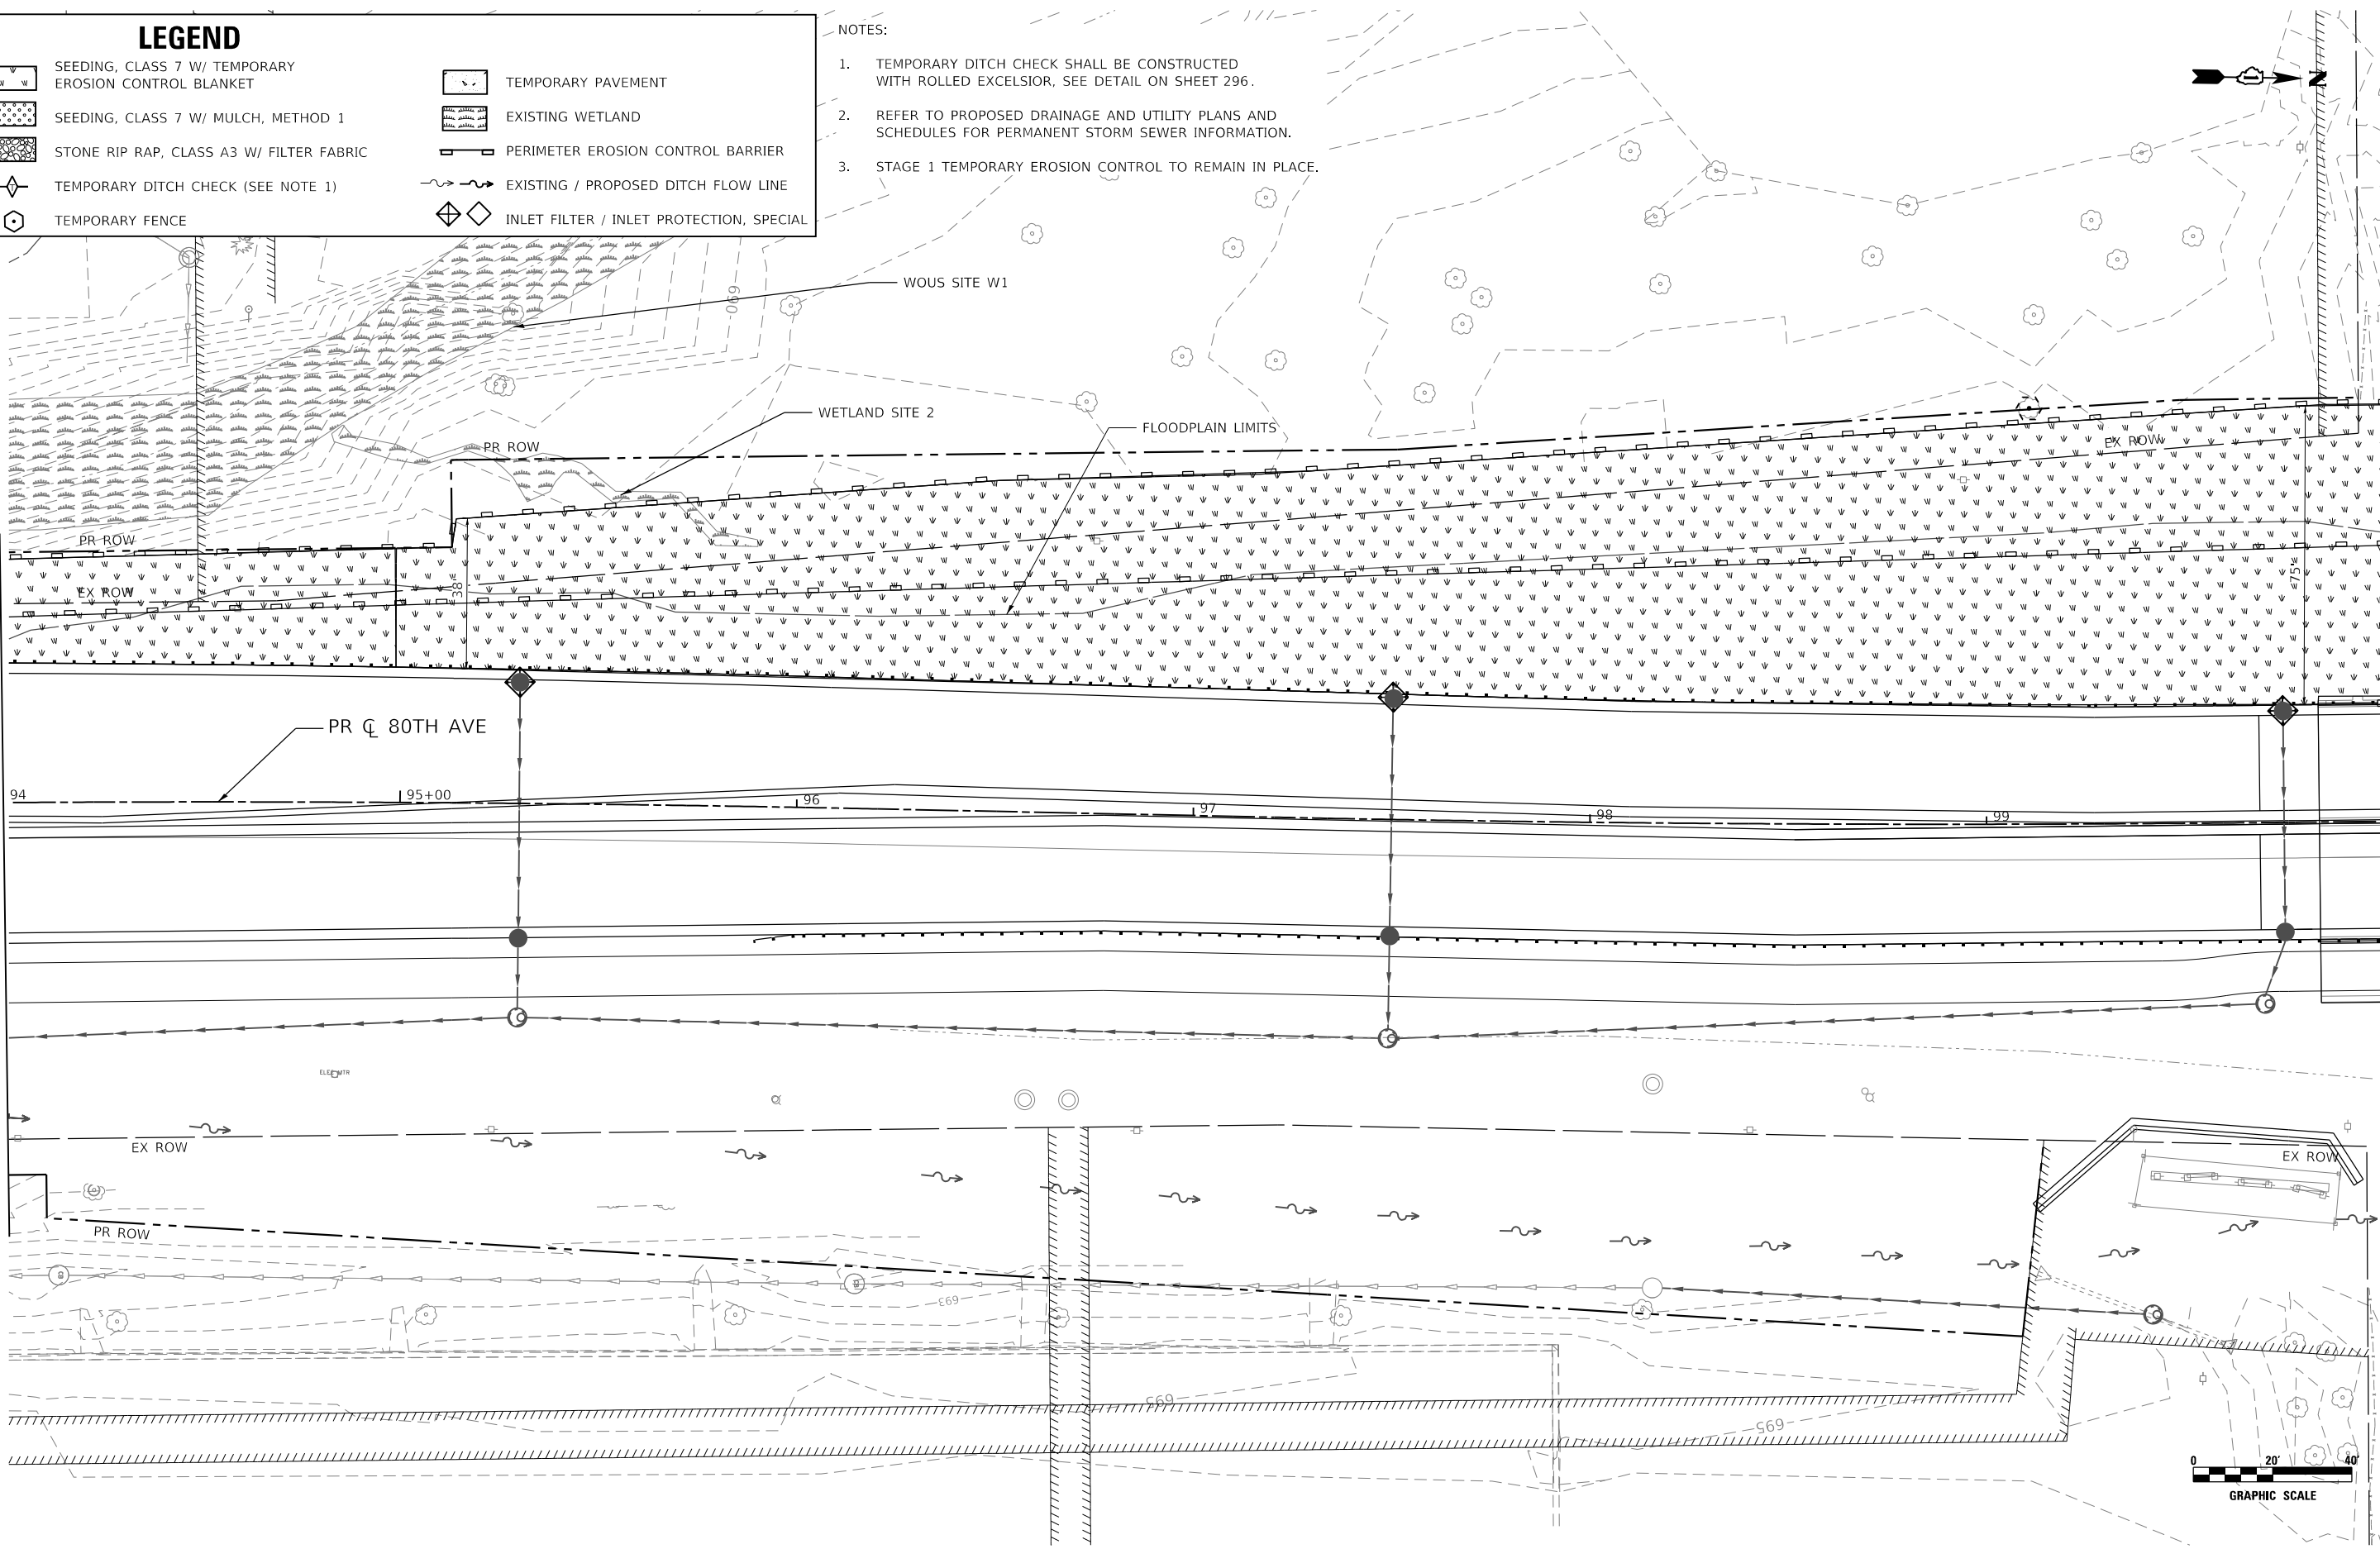 LEGEND
SEEDING, CLASS 7 W/ TEMPORARY
EROSION CONTROL BLANKET
SEEDING, CLASS 7 W/ MULCH, METHOD 1
STONE RIP RAP, CLASS A3 W/ FILTER FABRIC
TEMPORARY DITCH CHECK (SEE NOTE 1)
TEMPORARY FENCE
TEMPORARY PAVEMENT
EXISTING WETLAND
PERIMETER EROSION CONTROL BARRIER
EXISTING / PROPOSED DITCH FLOW LINE
INLET FILTER / INLET PROTECTION, SPECIAL
NOTES:
1. TEMPORARY DITCH CHECK SHALL BE CONSTRUCTED
WITH ROLLED EXCELSIOR, SEE DETAIL ON SHEET 296.
2. REFER TO PROPOSED DRAINAGE AND UTILITY PLANS AND
SCHEDULES FOR PERMANENT STORM SEWER INFORMATION.
3. STAGE 1 TEMPORARY EROSION CONTROL TO REMAIN IN PLACE.
N
WOUS SITE W1
690
WETLAND SITE 2
FLOODPLAIN LIMITS
PR ROW
EX ROW
PR ROW
EX ROW
38'
75'
PR ℄ 80TH AVE
94
95+00
96
97
98
99
ELEC MTR
EX ROW
EX ROW
PR ROW
693
695
695
0 20' 40'
GRAPHIC SCALE